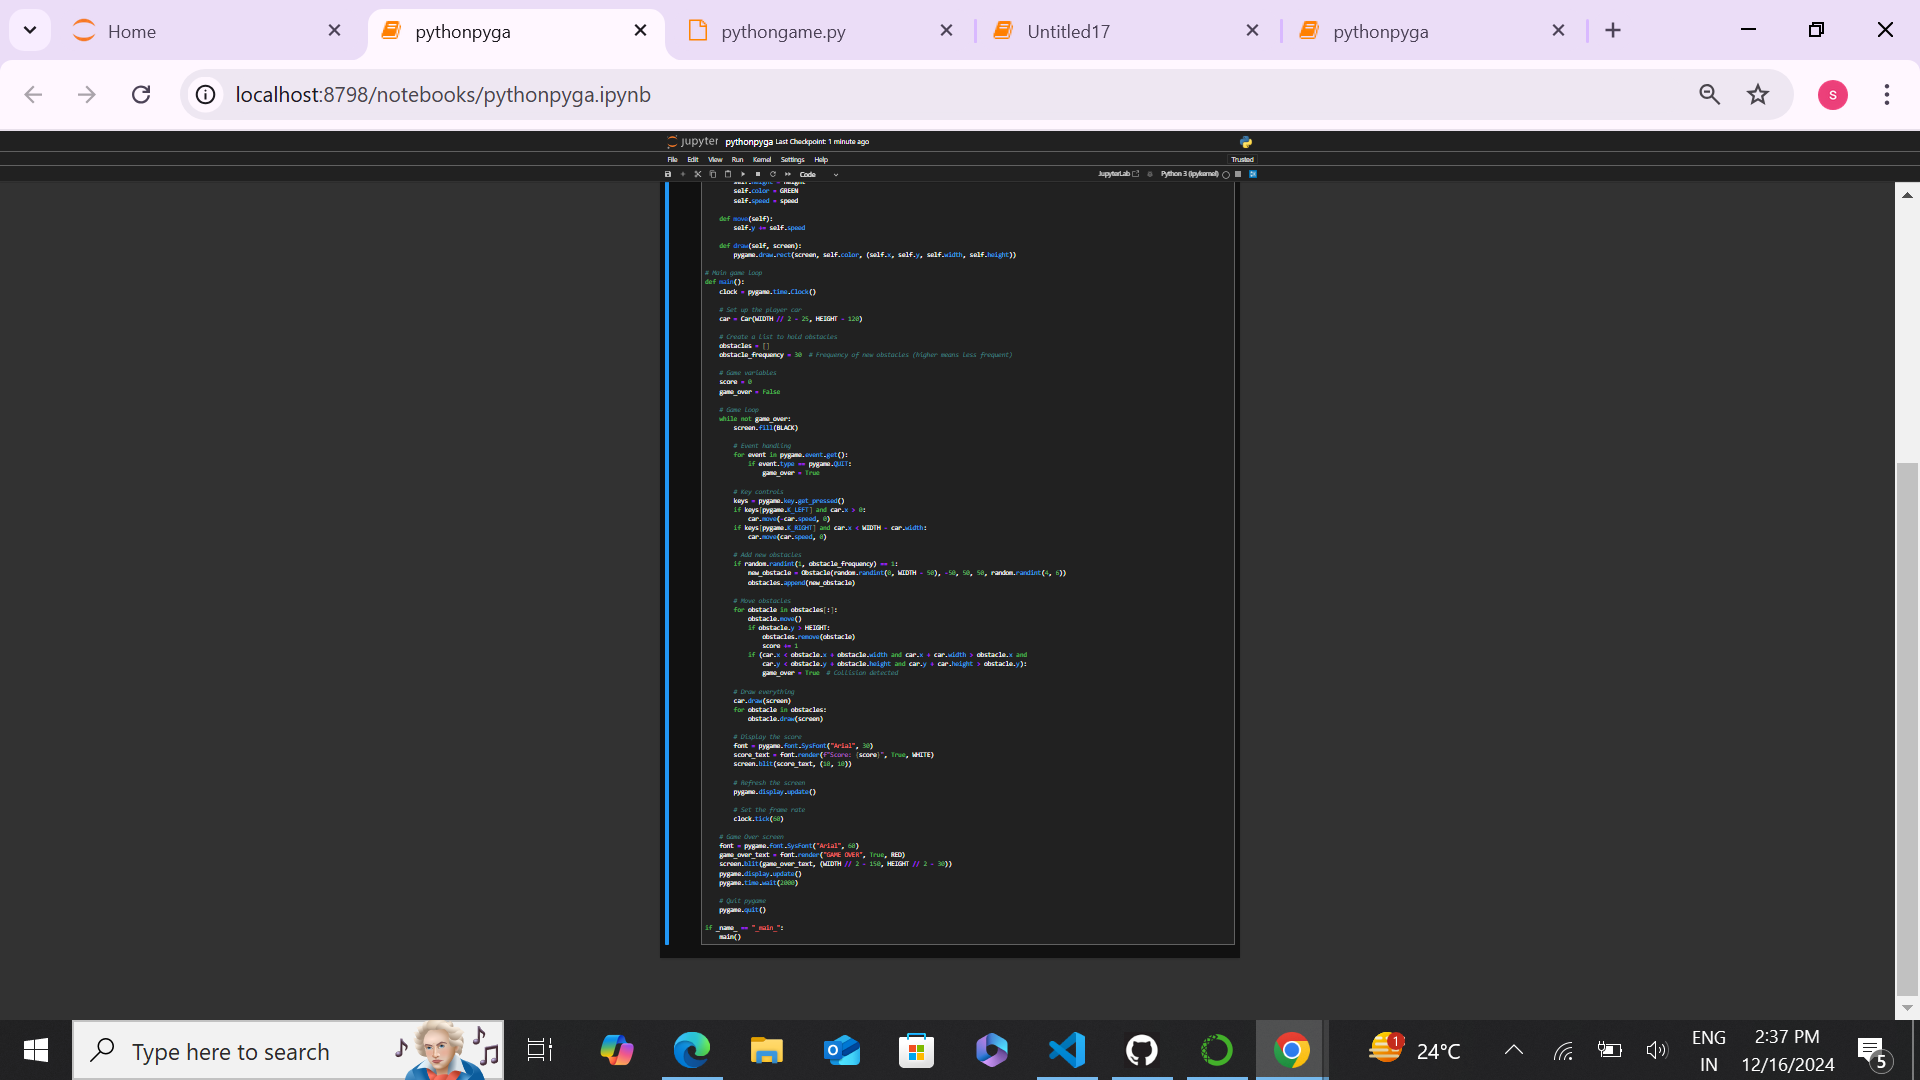 Home
pythonpyga
pythongame.py
Untitled17
pythonpyga
localhost:8798/notebooks/pythonpyga.ipynb
S
jupyter pythonpyga Last Checkpoint: 1 minute ago
File Edit View Run Kernel Settings Help
Trusted
Code
JupyterLab
Python 3 (ipykernel)
self.height = height
self.color = GREEN
self.speed = speed
def move(self):
self.y += self.speed
def draw(self, screen):
pygame.draw.rect(screen, self.color, (self.x, self.y, self.width, self.height))
# Main game loop
def main():
clock = pygame.time.Clock()
# Set up the player car
car = Car(WIDTH // 2 - 25, HEIGHT - 120)
# Create a list to hold obstacles
obstacles = []
obstacle_frequency = 30 # Frequency of new obstacles (higher means less frequent)
# Game variables
score = 0
game_over = False
# Game Loop
while not game_over:
screen.fill(BLACK)
# Event handling
for event in pygame.event.get():
if event.type == pygame.QUIT:
game_over = True
# Key controls
keys = pygame.key.get_pressed()
if keys[pygame.K_LEFT] and car.x > 0:
car.move(-car.speed, 0)
if keys[pygame.K_RIGHT] and car.x < WIDTH - car.width:
car.move(car.speed, 0)
# Add new obstacles
if random.randint(1, obstacle_frequency) == 1:
new_obstacle = Obstacle(random.randint(0, WIDTH - 50), -50, 50, 50, random.randint(4, 6))
obstacles.append(new_obstacle)
# Move obstacles
for obstacle in obstacles[:]:
obstacle.move()
if obstacle.y > HEIGHT:
obstacles.remove(obstacle)
score += 1
if (car.x < obstacle.x + obstacle.width and car.x + car.width > obstacle.x and
car.y < obstacle.y + obstacle.height and car.y + car.height > obstacle.y):
game_over = True # Collision detected
# Draw everything
car.draw(screen)
for obstacle in obstacles:
obstacle.draw(screen)
# Display the score
font = pygame.font.SysFont("Arial", 30)
score_text = font.render(f"Score: {score}", True, WHITE)
screen.blit(score_text, (10, 10))
# Refresh the screen
pygame.display.update()
# Set the frame rate
clock.tick(60)
# Game Over screen
font = pygame.font.SysFont("Arial", 60)
game_over_text = font.render("GAME OVER", True, RED)
screen.blit(game_over_text, (WIDTH // 2 - 150, HEIGHT // 2 - 30))
pygame.display.update()
pygame.time.wait(2000)
# Quit pygame
pygame.quit()
if _name_ == "_main_":
main()
Type here to search
1
24°C
ENG
IN
2:37 PM
12/16/2024
5